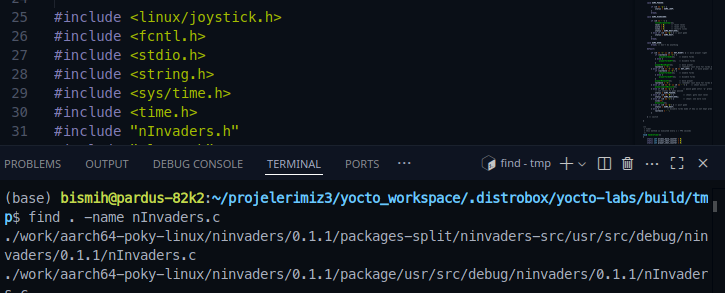 24
25 #include <linux/joystick.h>
26 #include <fcntl.h>
27 #include <stdio.h>
28 #include <string.h>
29 #include <sys/time.h>
30 #include <time.h>
31 #include "nInvaders.h"
PROBLEMS OUTPUT DEBUG CONSOLE TERMINAL PORTS ... find - tmp
(base) bismih@pardus-82k2:~/projelerimiz3/yocto_workspace/.distrobox/yocto-labs/build/tm
p$ find . -name nInvaders.c
./work/aarch64-poky-linux/ninvaders/0.1.1/packages-split/ninvaders-src/usr/src/debug/nin
vaders/0.1.1/nInvaders.c
./work/aarch64-poky-linux/ninvaders/0.1.1/package/usr/src/debug/ninvaders/0.1.1/nInvader
s.c